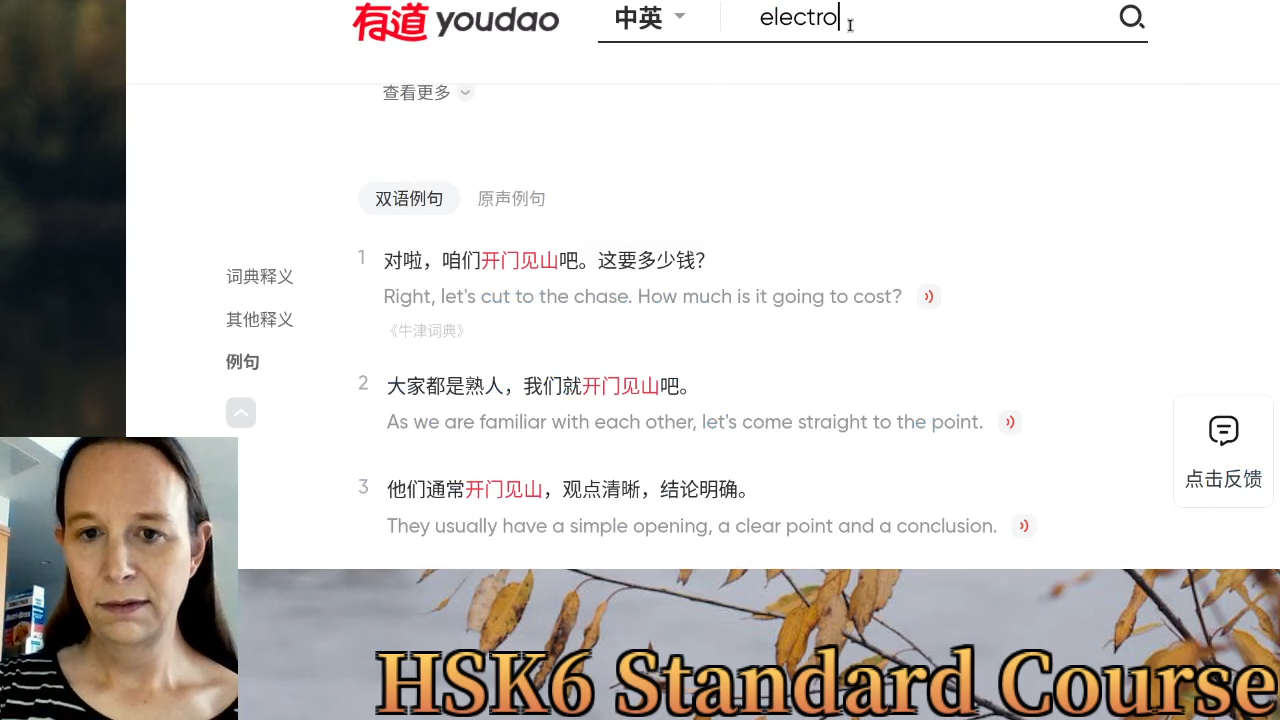 有道 youdao 中英 electro
查看更多
双语例句 原声例句
1 对啦，咱们开门见山吧。这要多少钱？
词典释义
Right, let's cut to the chase. How much is it going to cost?
其他释义
《牛津词典》
例句
2 大家都是熟人，我们就开门见山吧。
As we are familiar with each other, let's come straight to the point.
点击反馈
3 他们通常开门见山，观点清晰，结论明确。
They usually have a simple opening, a clear point and a conclusion.
HSK6 Standard Course